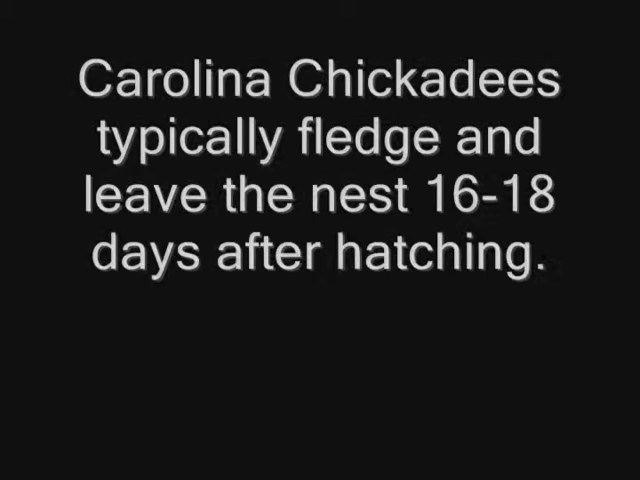 Carolina Chickadees
typically fledge and
leave the nest 16-18
days after hatching.